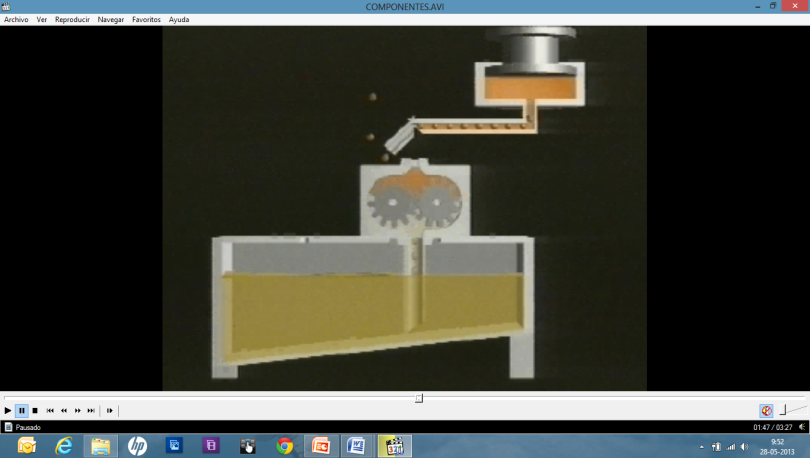 COMPONENTES.AVI
Archivo Ver Reproducir Navegar Favoritos Ayuda
Pausado
01:47 / 03:27
9:52
28-05-2013